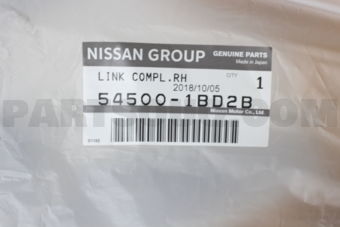 NISSAN GROUP GENUINE PARTS
Made in Japan
LINK COMPL.RH QTY 1
2018/10/05
54500-1BD2B
Nissan Motor Co., Ltd